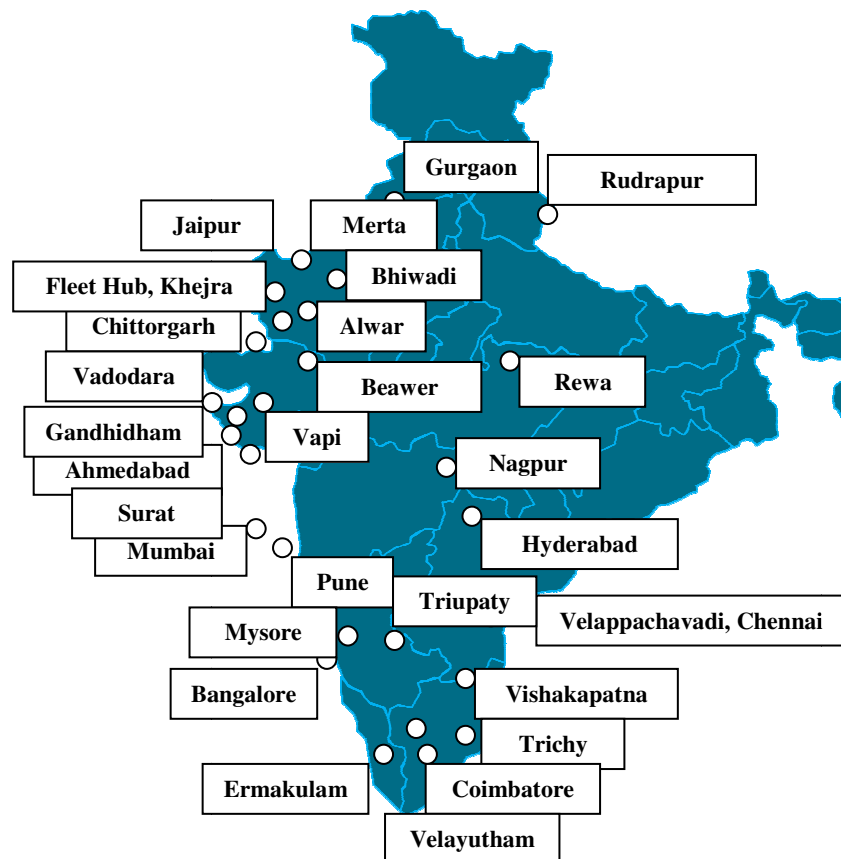 Gurgaon
Rudrapur
Jaipur
Merta
Fleet Hub, Khejra
Bhiwadi
Chittorgarh
Alwar
Vadodara
Beawer
Rewa
Gandhidham
Vapi
Ahmedabad
Nagpur
Surat
Mumbai
Hyderabad
Pune
Triupaty
Velappachavadi, Chennai
Mysore
Bangalore
Vishakapatna
Trichy
Ermakulam
Coimbatore
Velayutham